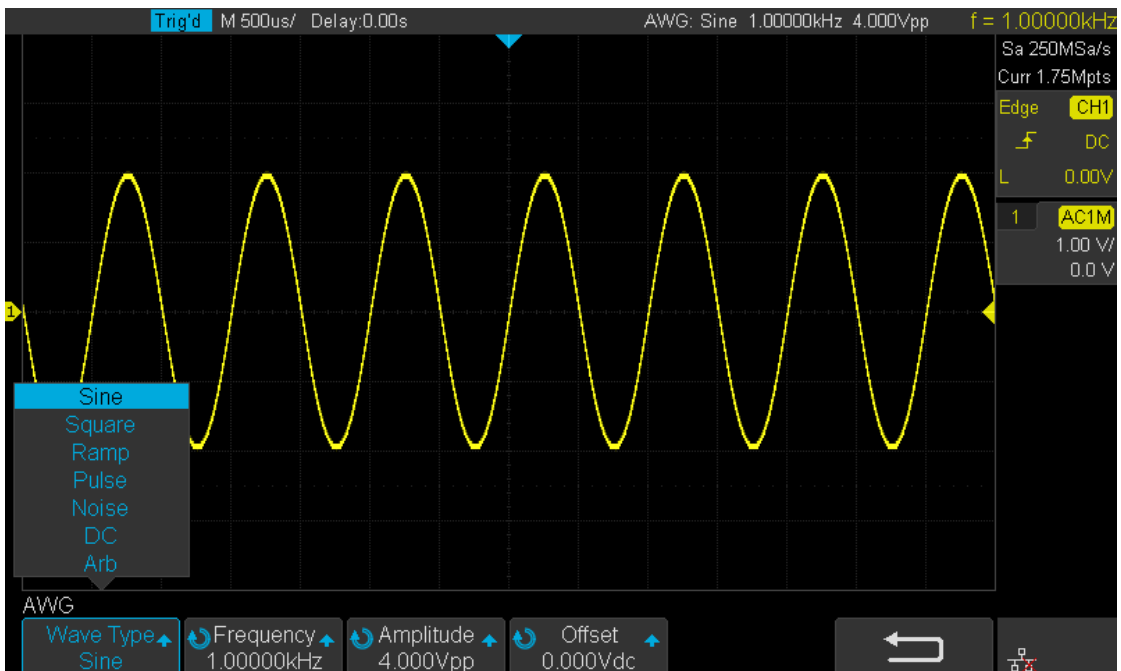 Trig'd M 500us/ Delay:0.00s AWG: Sine 1.00000kHz 4.000Vpp f = 1.00000kHz
Sa 250MSa/s
Curr 1.75Mpts
Edge CH1
DC
L 0.00V
1 AC1M
1.00 V/
0.0 V
1
Sine
Square
Ramp
Pulse
Noise
DC
Arb
AWG
Wave Type Frequency Amplitude Offset
Sine 1.00000kHz 4.000Vpp 0.000Vdc